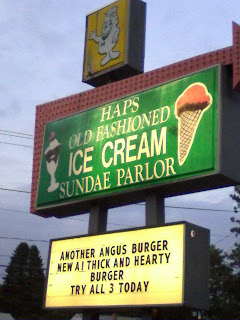 HAPS
OLD FASHIONED
ICE CREAM
SUNDAE PARLOR
ANOTHER ANGUS BURGER
NEW A1 THICK AND HEARTY
BURGER
TRY ALL 3 TODAY